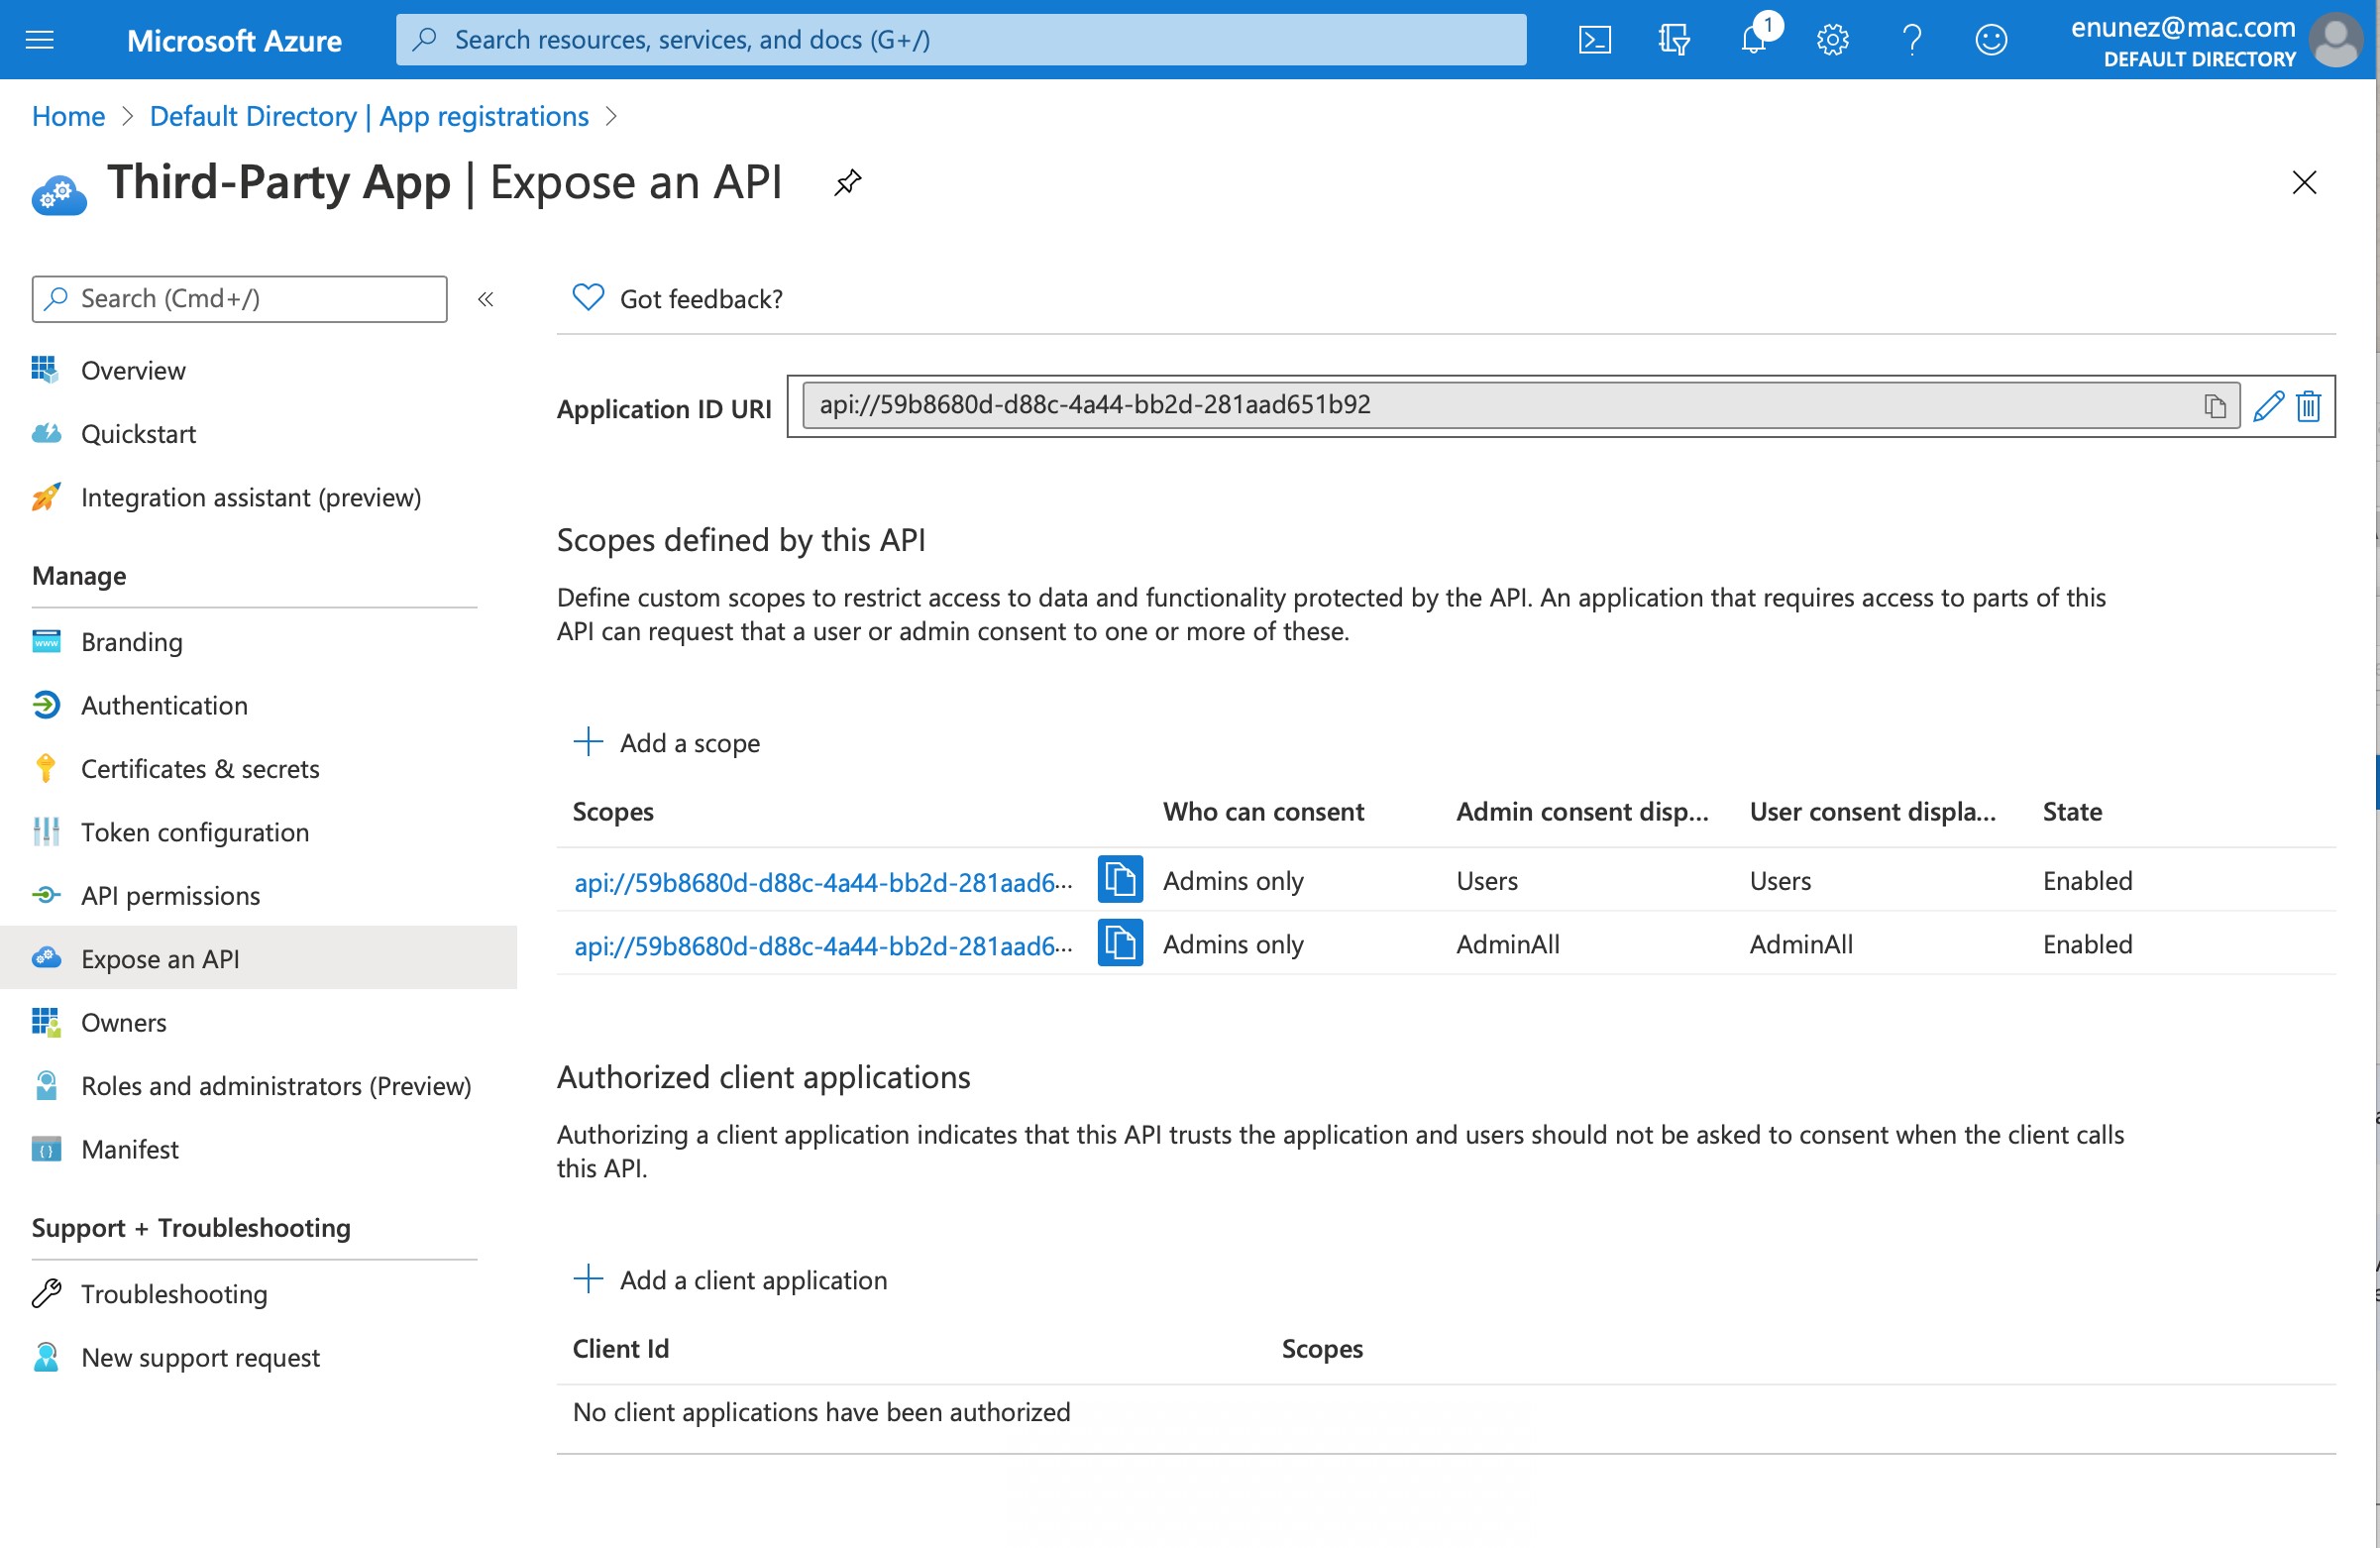 Microsoft Azure
Search resources, services, and docs (G+/)
1
enunez@mac.com
DEFAULT DIRECTORY
Home > Default Directory | App registrations >
Third-Party App | Expose an API
Search (Cmd+/)
«
Overview
Quickstart
Integration assistant (preview)
Manage
Branding
Authentication
Certificates & secrets
Token configuration
API permissions
Expose an API
Owners
Roles and administrators (Preview)
Manifest
Support + Troubleshooting
Troubleshooting
New support request
Got feedback?
Application ID URI
api://59b8680d-d88c-4a44-bb2d-281aad651b92
Scopes defined by this API
Define custom scopes to restrict access to data and functionality protected by the API. An application that requires access to parts of this
API can request that a user or admin consent to one or more of these.
Add a scope
Scopes Who can consent Admin consent disp... User consent displa... State
api://59b8680d-d88c-4a44-bb2d-281aad6... Admins only Users Users Enabled
api://59b8680d-d88c-4a44-bb2d-281aad6... Admins only AdminAll AdminAll Enabled
Authorized client applications
Authorizing a client application indicates that this API trusts the application and users should not be asked to consent when the client calls
this API.
Add a client application
Client Id Scopes
No client applications have been authorized